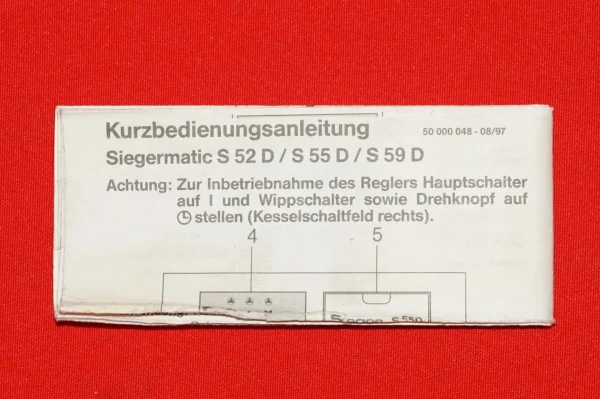 Kurzbedienungsanleitung 50 000 048 - 08/97
Siegermatic S 52 D / S 55 D / S 59 D
Achtung: Zur Inbetriebnahme des Reglers Hauptschalter
auf I und Wippschalter sowie Drehknopf auf
stellen (Kesselschaltfeld rechts).
4 5
S 55D